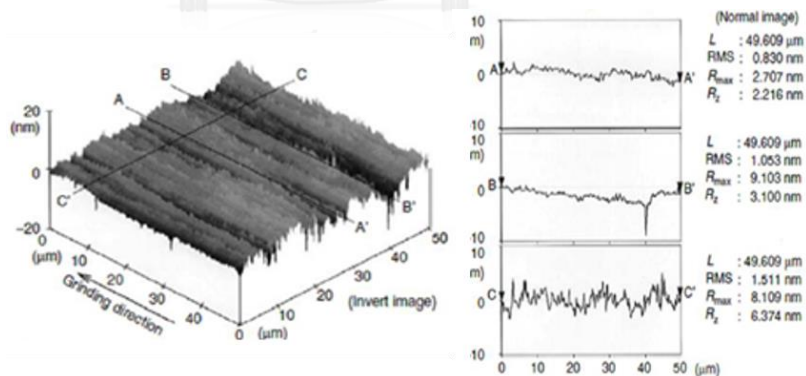 20
(nm)
0
-20
0
(μm)
10
20
30
40
0
(μm)
10
20
30
40
50
Grinding direction
(Invert image)
A
B
C
A'
B'
C'
10
m)
A
0
A'
10
m)
B
0
B'
10
10
m)
C
0
C'
10
0
10
20
30
40
50
(μm)
(Normal image)
L : 49.609 μm
RMS : 0.830 nm
Rmax : 2.707 nm
Rz : 2.216 nm
L : 49.609 μm
RMS : 1.053 nm
Rmax : 9.103 nm
Rz : 3.100 nm
L : 49.609 μm
RMS : 1.511 nm
Rmax : 8.109 nm
Rz : 6.374 nm